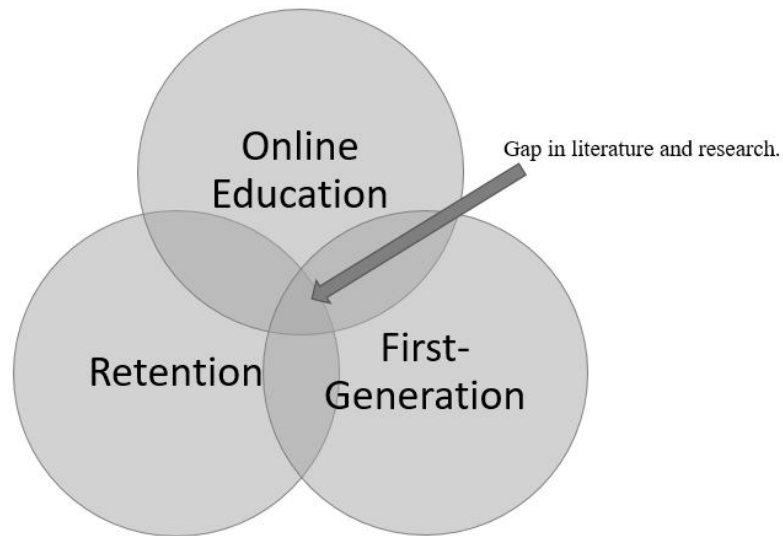 Online
Education
Gap in literature and research.
Retention
First-
Generation